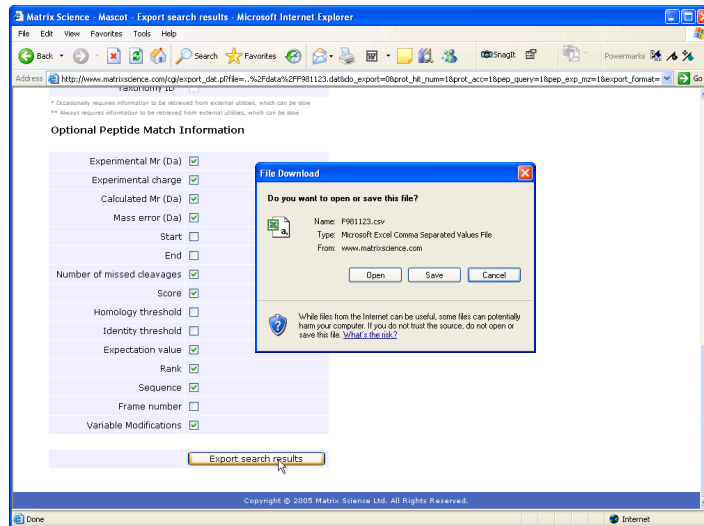 Matrix Science - Mascot - Export search results - Microsoft Internet Explorer
File Edit View Favorites Tools Help
Back Search Favorites SnagIt Powermarks
Address http://www.matrixscience.com/cgi/export_dat.pl?file=..%2Fdata%2FF981123.dat&do_export=0&prot_hit_num=1&prot_acc=1&pep_query=1&pep_exp_mz=1&export_format= Go
Taxonomy ID
* Occasionally requires information to be retrieved from external utilities, which can be slow
** Always requires information to be retrieved from external utilities, which can be slow
Optional Peptide Match Information
Experimental Mr (Da)
Experimental charge
Calculated Mr (Da)
Mass error (Da)
Start
End
Number of missed cleavages
Score
Homology threshold
Identity threshold
Expectation value
Rank
Sequence
Frame number
Variable Modifications
Export search results
File Download
Do you want to open or save this file?
Name: F981123.csv
Type: Microsoft Excel Comma Separated Values File
From: www.matrixscience.com
Open Save Cancel
While files from the Internet can be useful, some files can potentially
harm your computer. If you do not trust the source, do not open or
save this file. What's the risk?
Copyright © 2005 Matrix Science Ltd. All Rights Reserved.
Done Internet